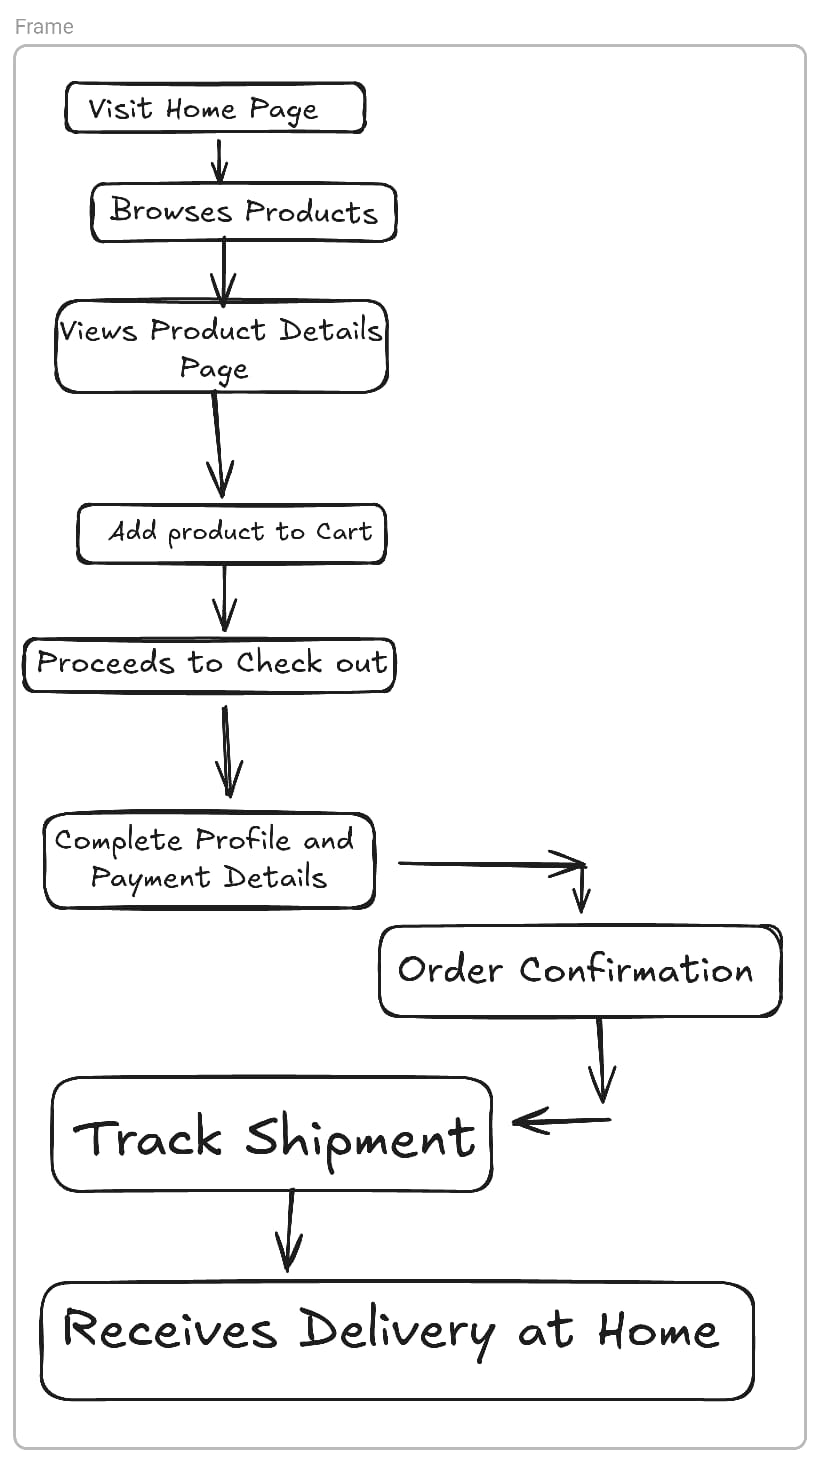 Frame
Visit Home Page
Browses Products
Views Product Details
Page
Add product to Cart
Proceeds to Check out
Complete Profile and
Payment Details
Order Confirmation
Track Shipment
Receives Delivery at Home